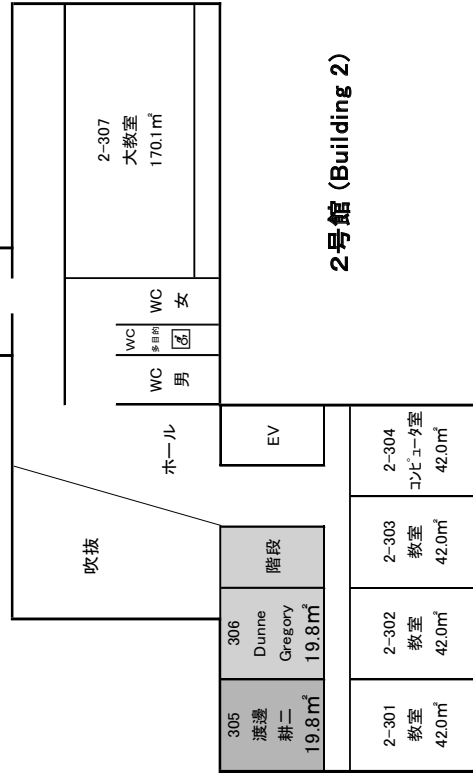 2-307
大教室
170.1㎡
2号館 (Building 2)
WC
女
WC
多目的
WC
男
ホール
EV
吹抜
階段
306
Dunne
Gregory
19.8㎡
305
渡邊
耕二
19.8㎡
2-304
コンピュータ室
42.0㎡
2-303
教室
42.0㎡
2-302
教室
42.0㎡
2-301
教室
42.0㎡